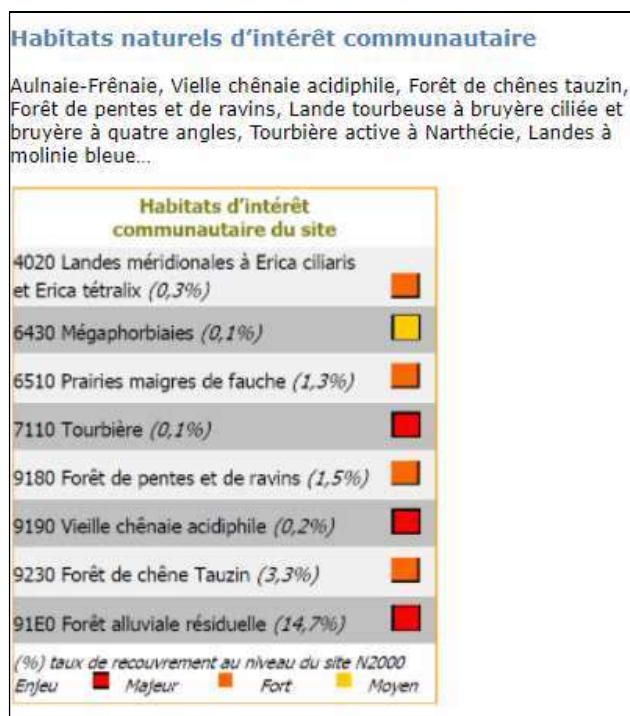 Habitats naturels d'intérêt communautaire
Aulnaie-Frênaie, Vielle chênaie acidiphile, Forêt de chênes tauzin,
Forêt de pentes et de ravins, Lande tourbeuse à bruyère ciliée et
bruyère à quatre angles, Tourbière active à Narthécie, Landes à
molinie bleue...
Habitats d'intérêt
communautaire du site
4020 Landes méridionales à Erica ciliaris
et Erica tétralix (0,3%)
6430 Mégaphorbiaies (0,1%)
6510 Prairies maigres de fauche (1,3%)
7110 Tourbière (0,1%)
9180 Forêt de pentes et de ravins (1,5%)
9190 Vieille chênaie acidiphile (0,2%)
9230 Forêt de chêne Tauzin (3,3%)
91E0 Forêt alluviale résiduelle (14,7%)
(%) taux de recouvrement au niveau du site N2000
Enjeu Majeur Fort Moyen